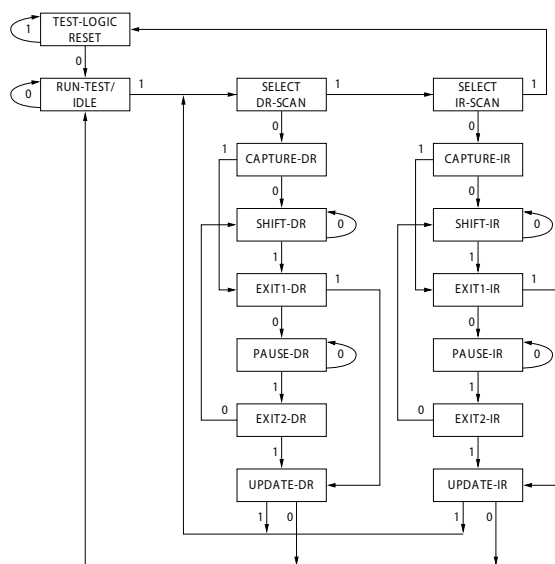 TEST-LOGIC
RESET
1
0
RUN-TEST/
IDLE
0
1
SELECT
DR-SCAN
1
SELECT
IR-SCAN
1
0
0
1
CAPTURE-DR
1
CAPTURE-IR
0
0
SHIFT-DR
0
SHIFT-IR
0
1
1
EXIT1-DR
1
EXIT1-IR
1
0
0
PAUSE-DR
0
PAUSE-IR
0
1
1
0
EXIT2-DR
0
EXIT2-IR
1
1
UPDATE-DR
UPDATE-IR
1
0
1
0